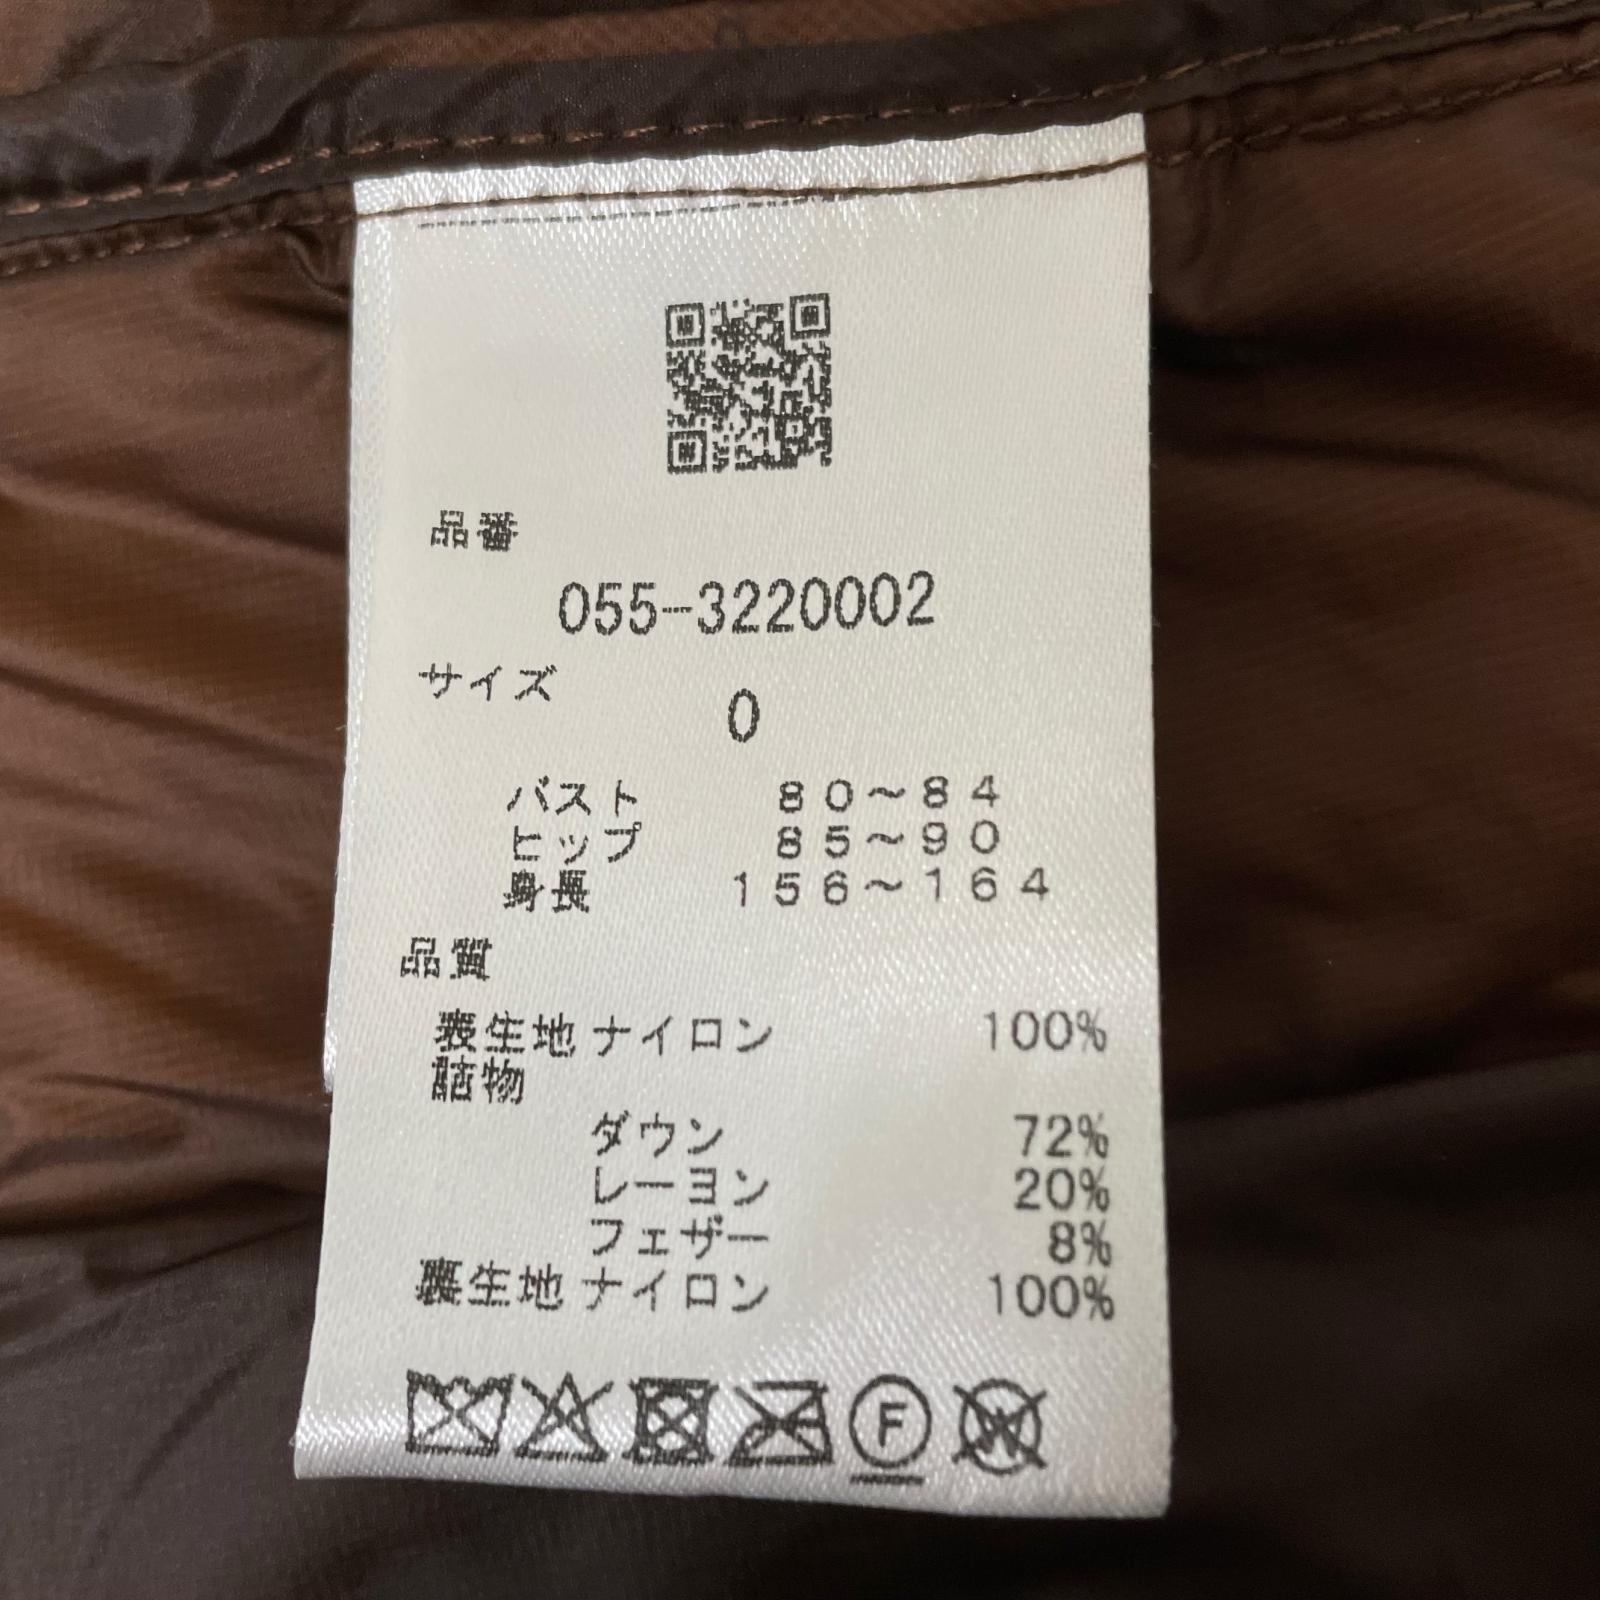 品番
055-3220002
サイズ
0
バスト 80~84
ヒップ 85~90
身長 156~164
品質
表生地 ナイロン 100%
詰物
ダウン 72%
レーヨン 20%
フェザー 8%
裏生地 ナイロン 100%
F
W